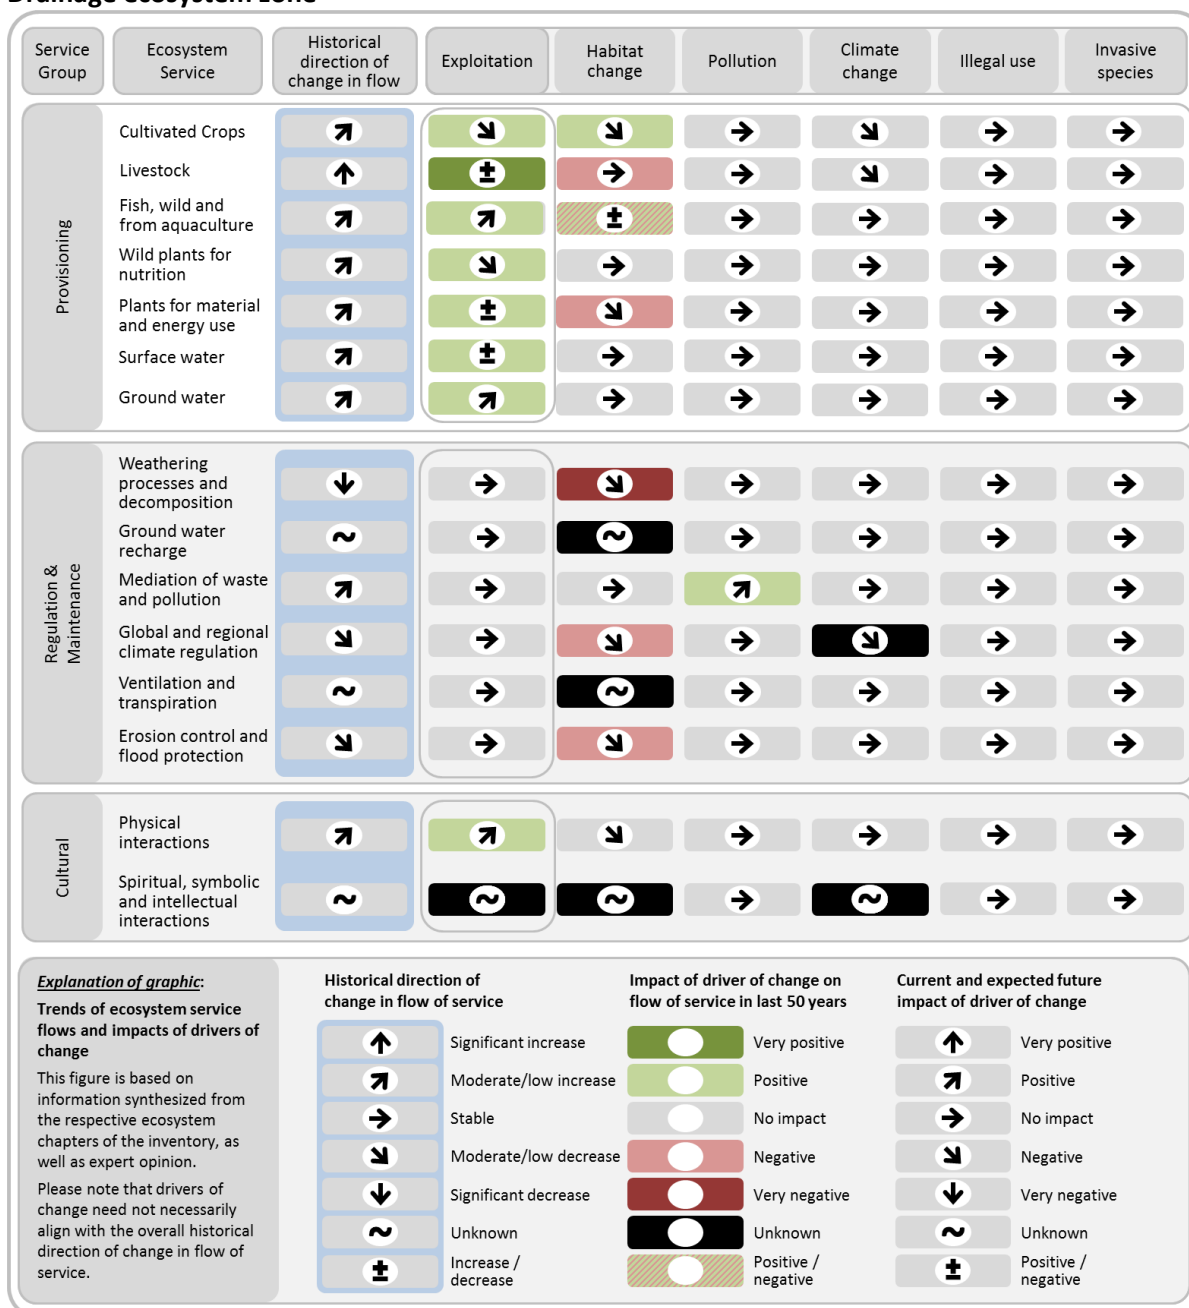 Drainage ecosystem zone
Service
Group
Ecosystem
Service
Historical
direction of
change in flow
Exploitation
Habitat
change
Pollution
Climate
change
Illegal use
Invasive
species
Provisioning
Cultivated Crops
Livestock
Fish, wild and
from aquaculture
Wild plants for
nutrition
Plants for material
and energy use
Surface water
Ground water
Regulation &
Maintenance
Weathering
processes and
decomposition
Ground water
recharge
Mediation of waste
and pollution
Global and regional
climate regulation
Ventilation and
transpiration
Erosion control and
flood protection
Cultural
Physical
interactions
Spiritual, symbolic
and intellectual
interactions
Explanation of graphic:
Trends of ecosystem service
flows and impacts of drivers of
change
This figure is based on
information synthesized from
the respective ecosystem
chapters of the inventory, as
well as expert opinion.
Please note that drivers of
change need not necessarily
align with the overall historical
direction of change in flow of
service.
Historical direction of
change in flow of service
Significant increase
Moderate/low increase
Stable
Moderate/low decrease
Significant decrease
Unknown
Increase /
decrease
Impact of driver of change on
flow of service in last 50 years
Very positive
Positive
No impact
Negative
Very negative
Unknown
Positive /
negative
Current and expected future
impact of driver of change
Very positive
Positive
No impact
Negative
Very negative
Unknown
Positive /
negative